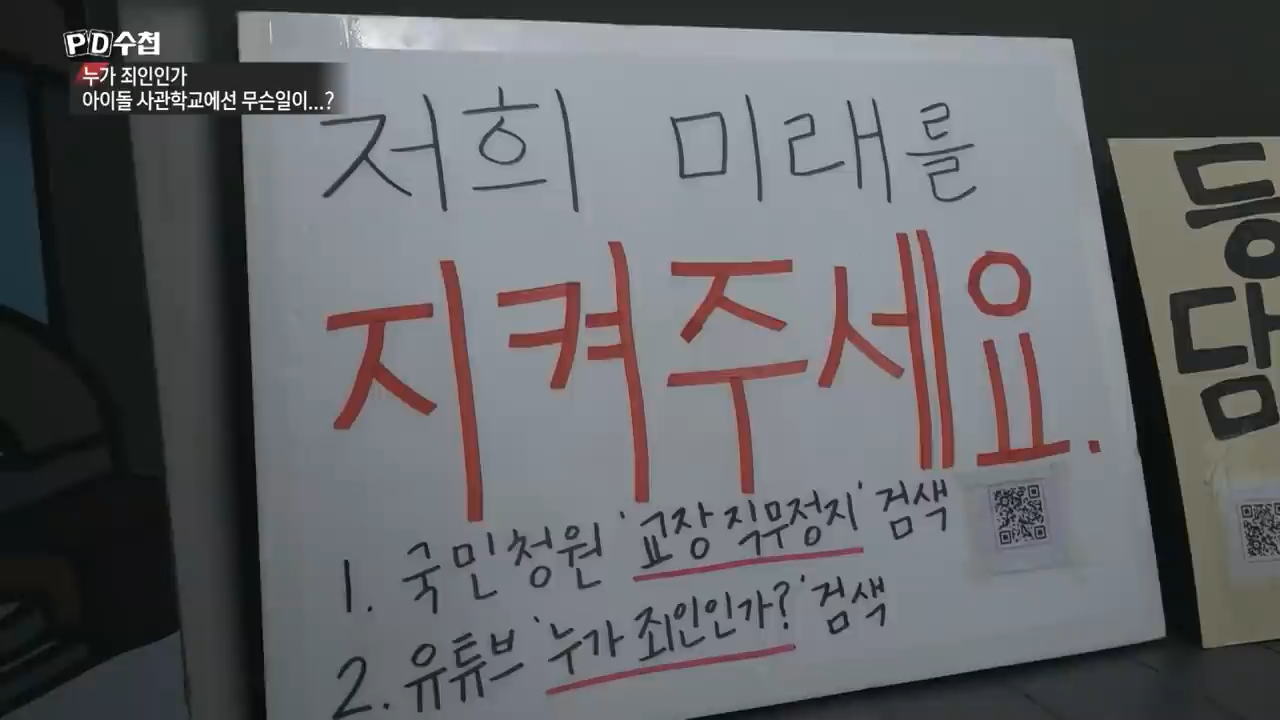 PD수첩
누가 죄인인가
아이돌 사관학교에선 무슨일이...?
저희 미래를
지켜주세요.
1. 국민청원 '교장 직무정지' 검색
2. 유튜브 '누가 죄인인가?' 검색
등
담